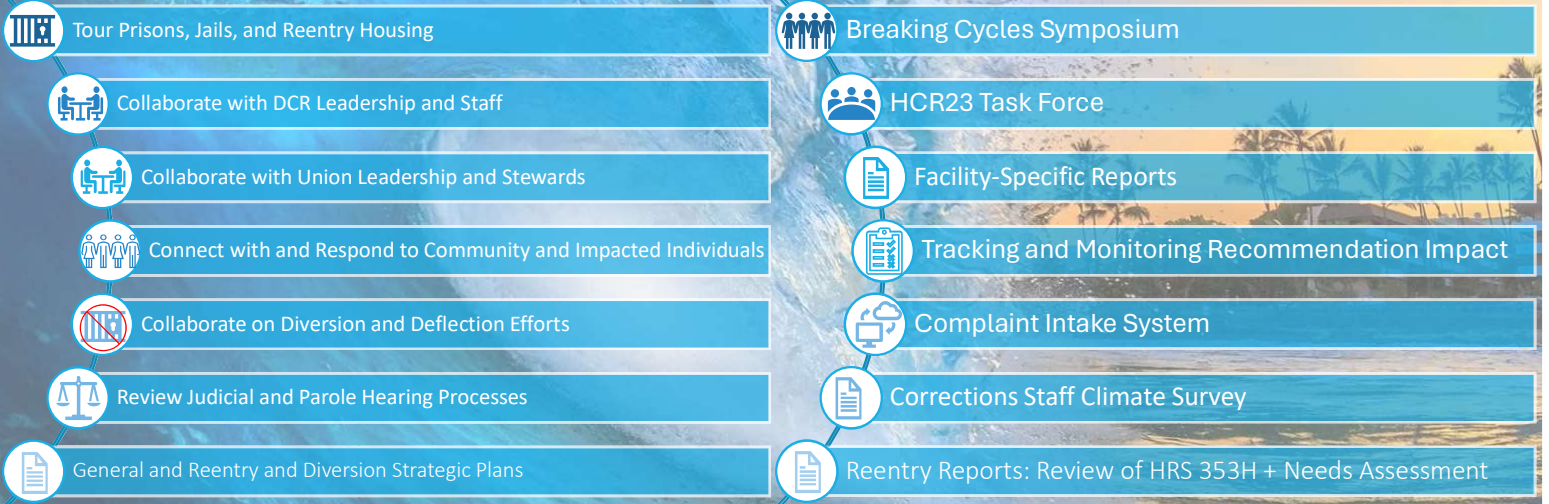 Tour Prisons, Jails, and Reentry Housing
Collaborate with DCR Leadership and Staff
Collaborate with Union Leadership and Stewards
Connect with and Respond to Community and Impacted Individuals
Collaborate on Diversion and Deflection Efforts
Review Judicial and Parole Hearing Processes
General and Reentry and Diversion Strategic Plans
Breaking Cycles Symposium
HCR23 Task Force
Facility-Specific Reports
Tracking and Monitoring Recommendation Impact
Complaint Intake System
Corrections Staff Climate Survey
Reentry Reports: Review of HRS 353H + Needs Assessment